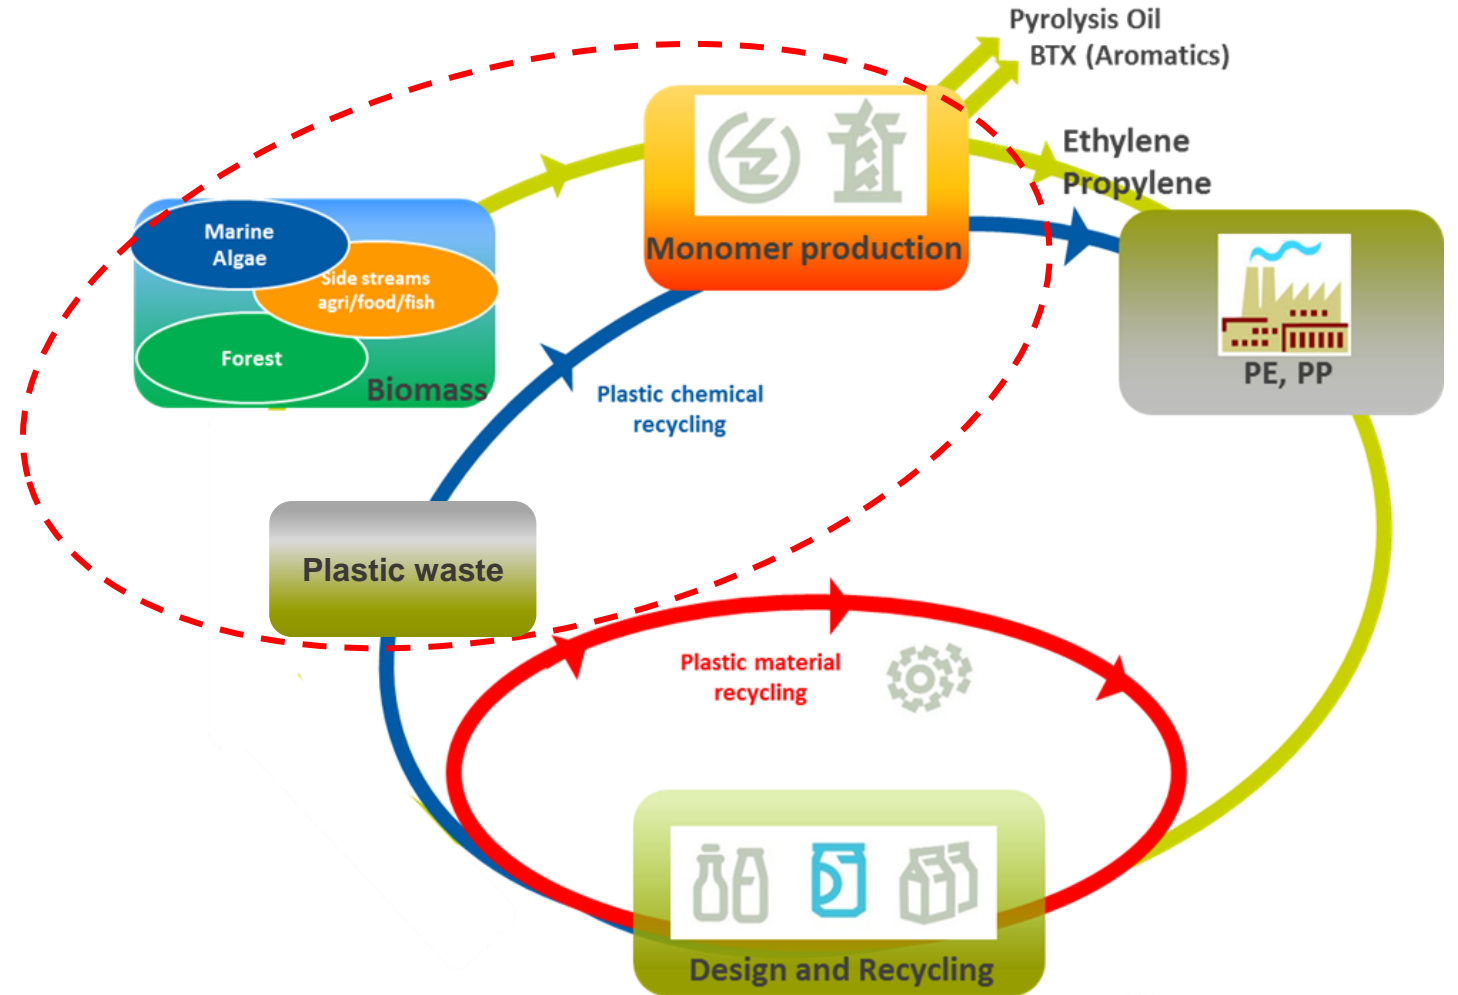 Pyrolysis Oil
BTX (Aromatics)
Ethylene
Propylene
Marine
Algae
Side streams
agri/food/fish
Forest
Biomass
Monomer production
PE, PP
Plastic chemical
recycling
Plastic waste
Plastic material
recycling
Design and Recycling